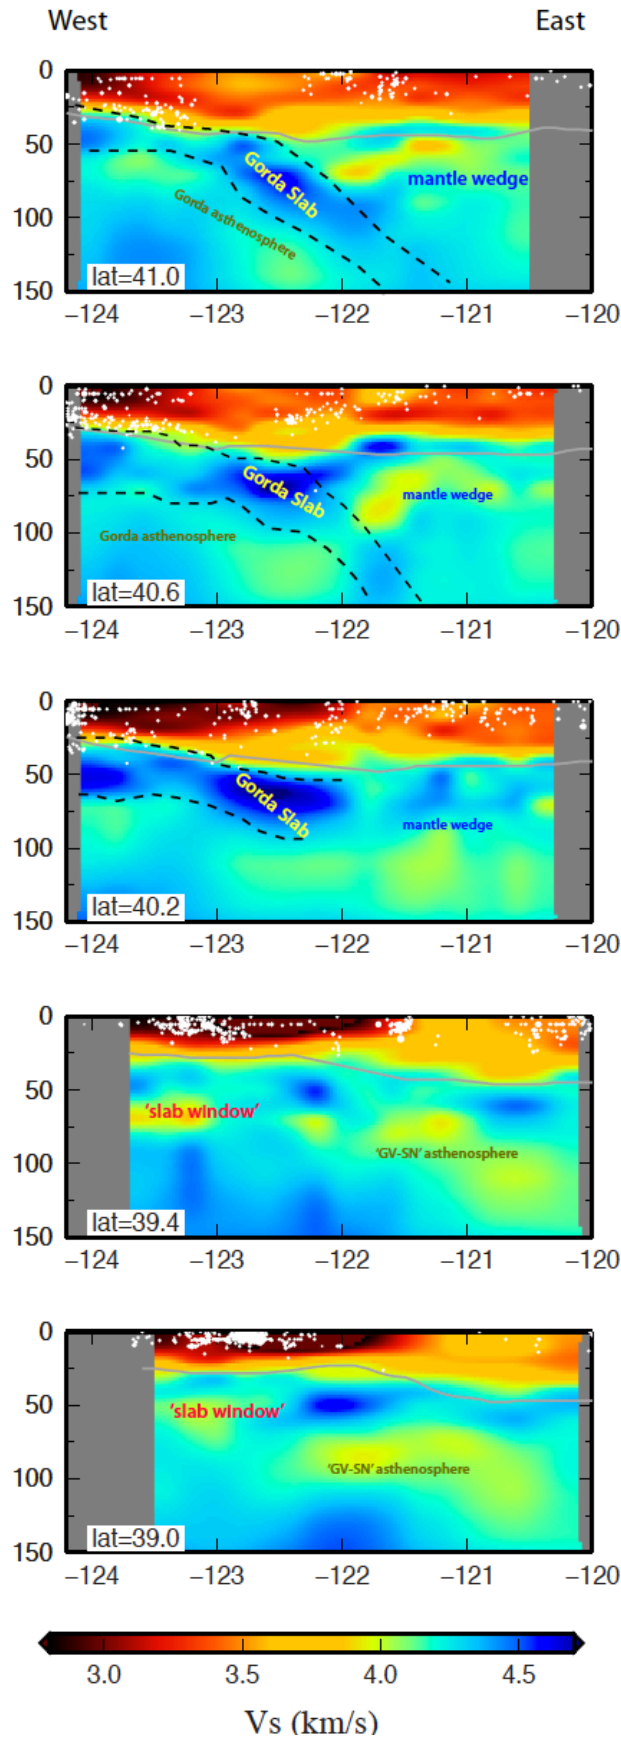 West East
0
50
100
150
Gorda Slab
mantle wedge
Gorda asthenosphere
lat=41.0
−124 −123 −122 −121 −120
0
50
100
150
Gorda Slab
mantle wedge
Gorda asthenosphere
lat=40.6
−124 −123 −122 −121 −120
0
50
100
150
Gorda Slab
mantle wedge
lat=40.2
−124 −123 −122 −121 −120
0
50
100
150
'slab window'
'GV-SN' asthenosphere
lat=39.4
−124 −123 −122 −121 −120
0
50
100
150
'slab window'
'GV-SN' asthenosphere
lat=39.0
−124 −123 −122 −121 −120
3.0 3.5 4.0 4.5
Vs (km/s)